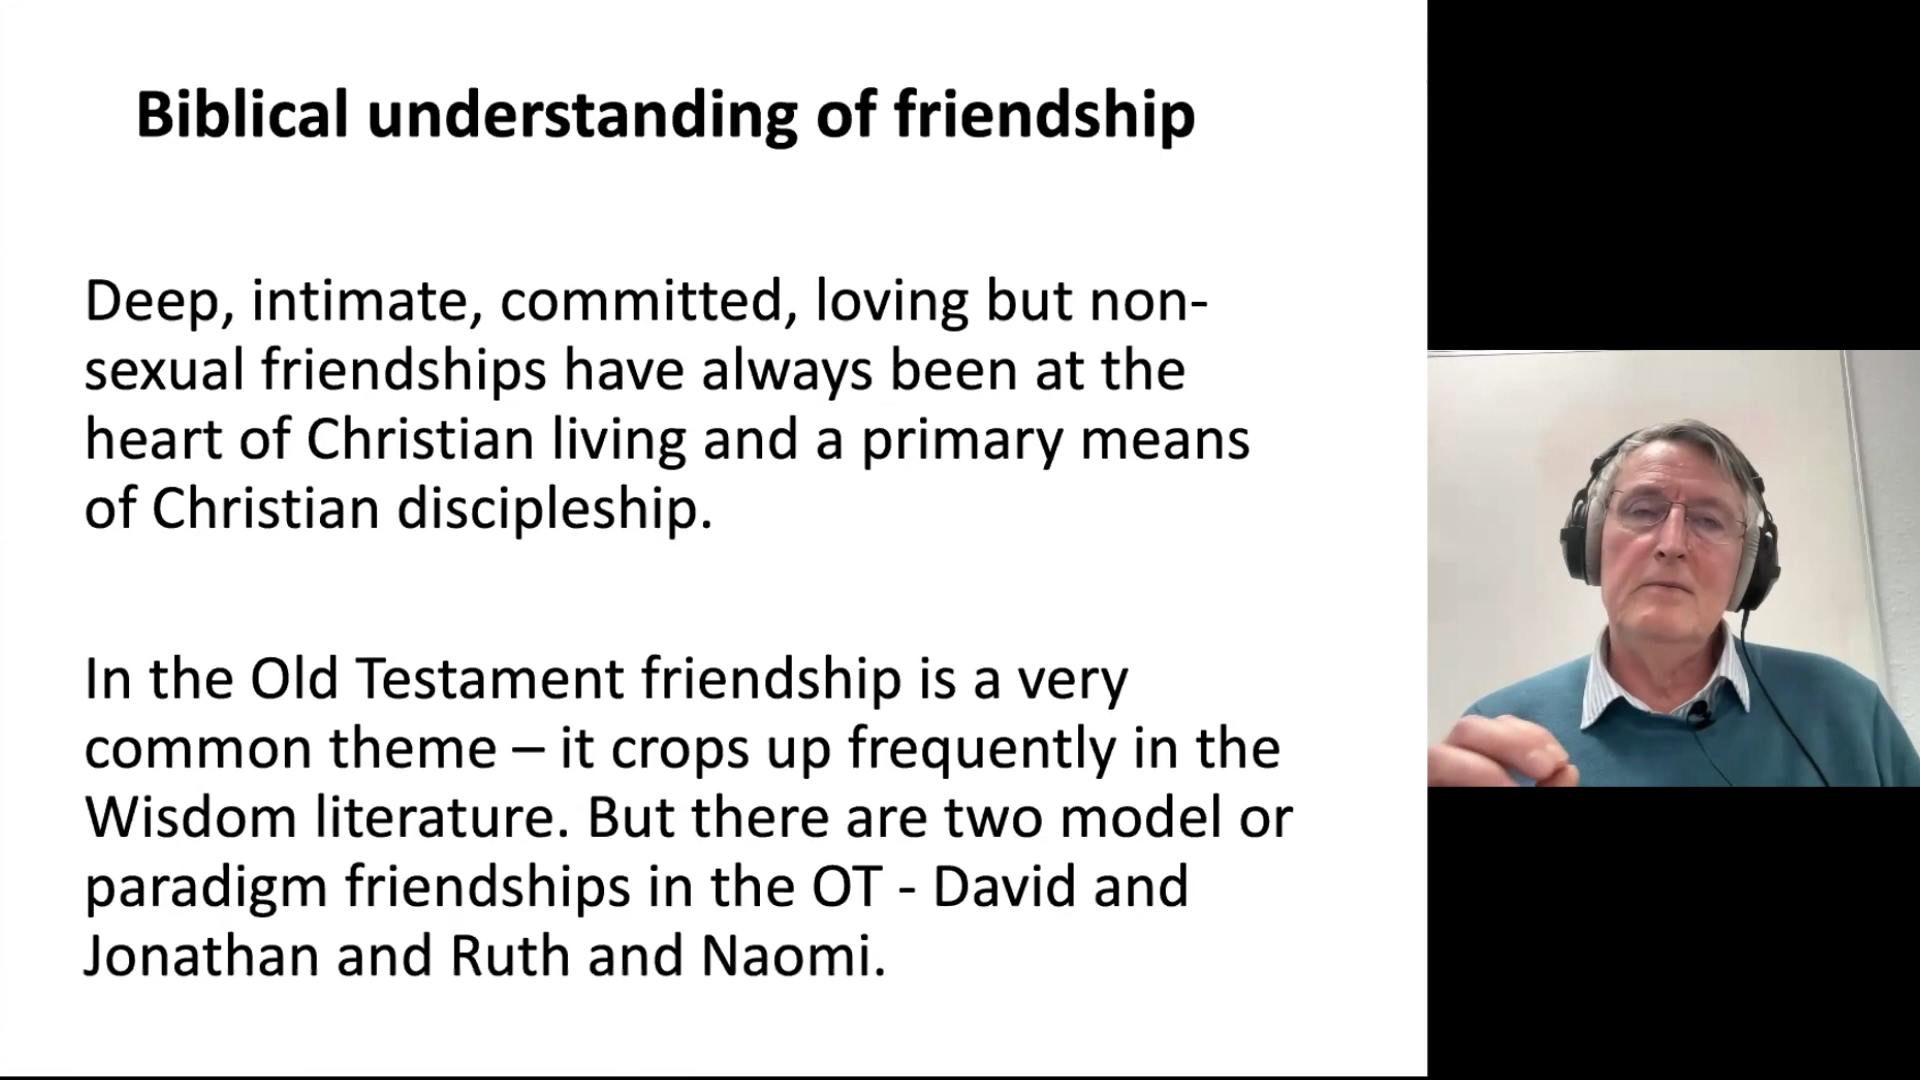 Biblical understanding of friendship
Deep, intimate, committed, loving but non-
sexual friendships have always been at the
heart of Christian living and a primary means
of Christian discipleship.
In the Old Testament friendship is a very
common theme – it crops up frequently in the
Wisdom literature. But there are two model or
paradigm friendships in the OT - David and
Jonathan and Ruth and Naomi.